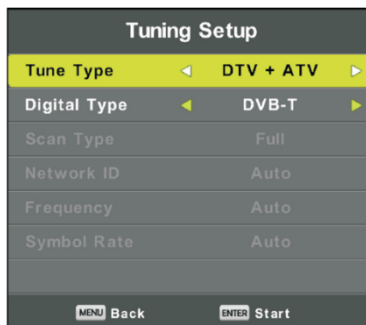 Tuning Setup
Tune Type DTV + ATV
Digital Type DVB-T
Scan Type Full
Network ID Auto
Frequency Auto
Symbol Rate Auto
MENU Back ENTER Start